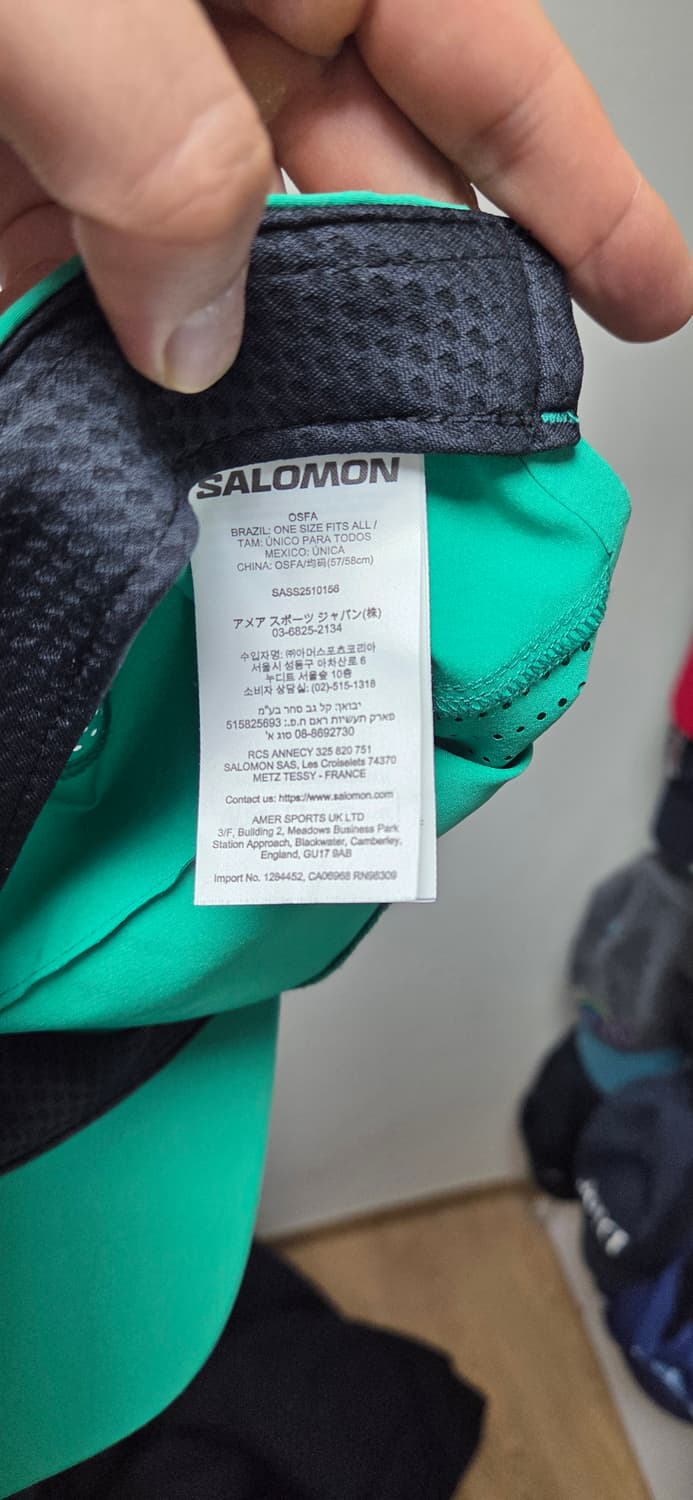 SALOMON
OSFA
BRAZIL: ONE SIZE FITS ALL /
TAM: ÚNICO PARA TODOS
MEXICO: ÚNICA
CHINA: OSFA/均码(57/58cm)
SASS2510156
アメア スポーツ ジャパン(株)
03-6825-2134
수입자명: ㈜아머스포츠코리아
서울시 성동구 아차산로 6
누디트 서울숲 10층
소비자 상담실: (02)-515-1318
יבואן: קל גב סחר בע"מ
פארק תעשיות ראם ח.פ.: 515825693
08-8692730 סוג א'
RCS ANNECY 325 820 751
SALOMON SAS, Les Croiselets 74370
METZ TESSY - FRANCE
Contact us: https://www.salomon.com
AMER SPORTS UK LTD
3/F, Building 2, Meadows Business Park
Station Approach, Blackwater, Camberley,
England, GU17 9AB
Import No. 1284452, CA06968 RN98309